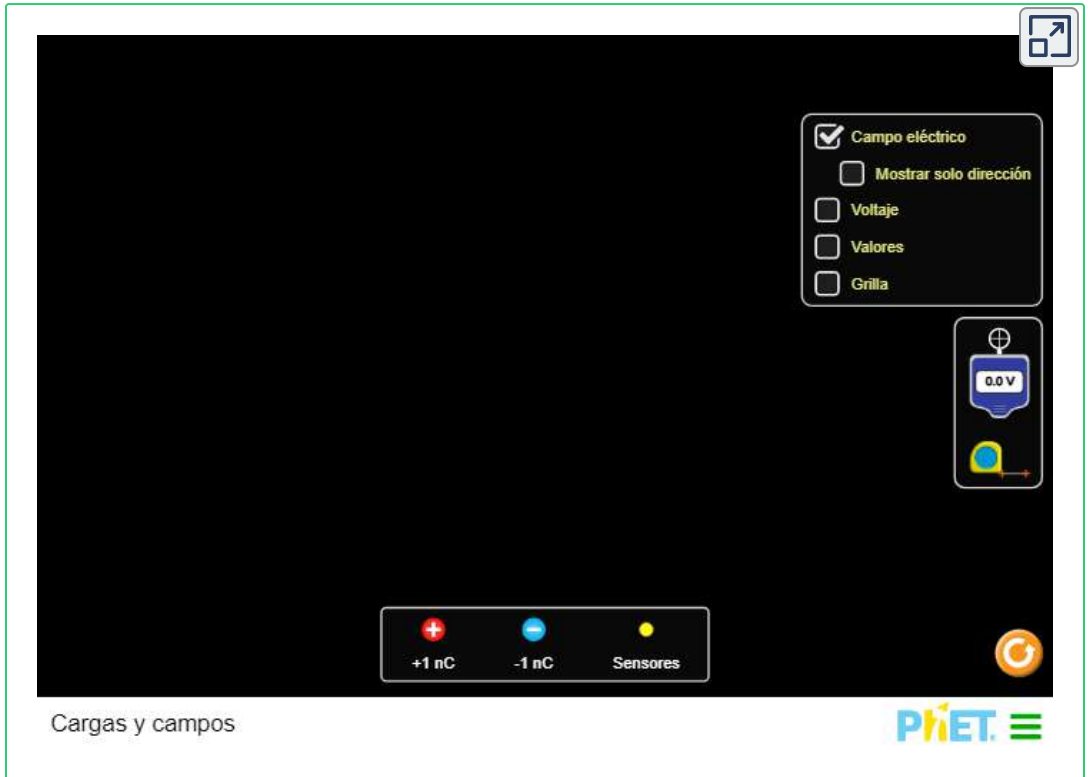 Campo eléctrico
Mostrar solo dirección
Voltaje
Valores
Grilla
0.0 V
+1 nC -1 nC Sensores
Cargas y campos PhET